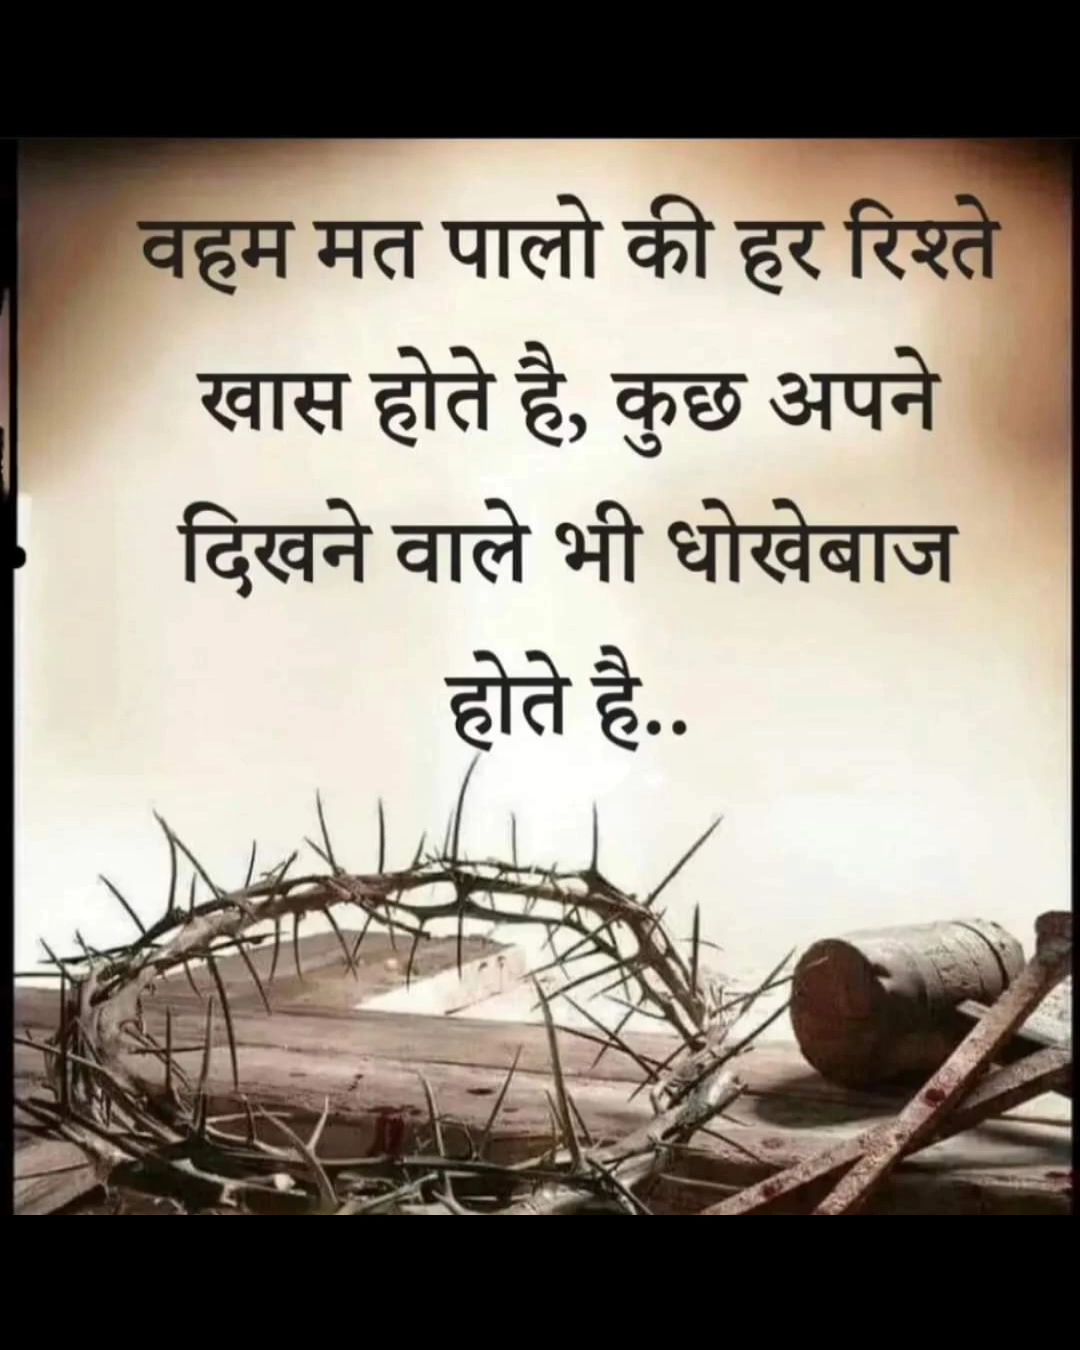 वहम मत पालो की हर रिश्ते
खास होते है, कुछ अपने
दिखने वाले भी धोखेबाज
होते है..